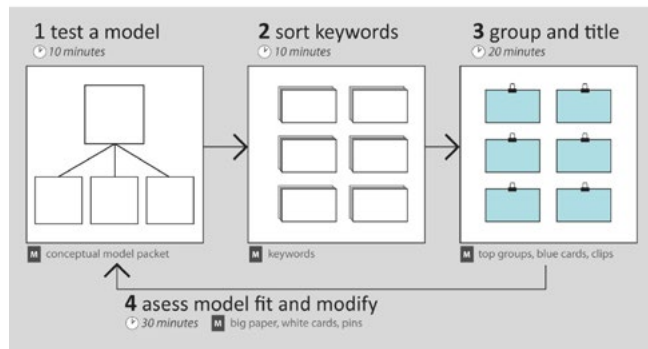 1 test a model
10 minutes
2 sort keywords
10 minutes
3 group and title
20 minutes
M conceptual model packet
M keywords
M top groups, blue cards, clips
4 asess model fit and modify
30 minutes M big paper, white cards, pins